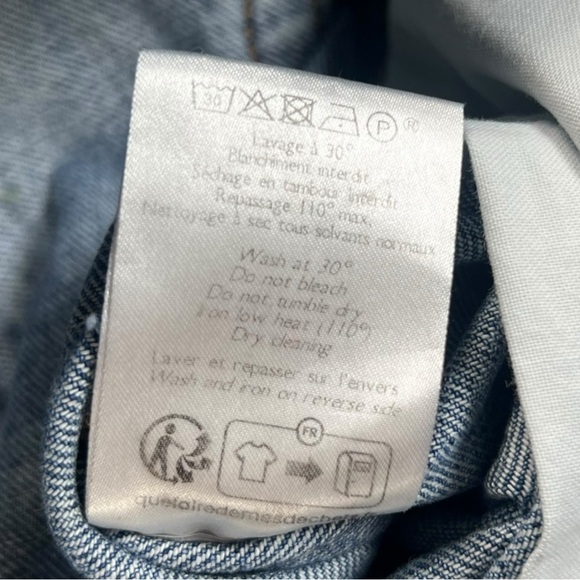 30 P ®
Lavage à 30°
Blanchiment interdit
Séchage en tambour interdit
Repassage 110° max.
Nettoyage à sec tous solvants normaux
Wash at 30°
Do not bleach
Do not tumble dry
Iron low heat (110°)
Dry cleaning
Laver et repasser sur l'envers
Wash and iron on reverse side
FR